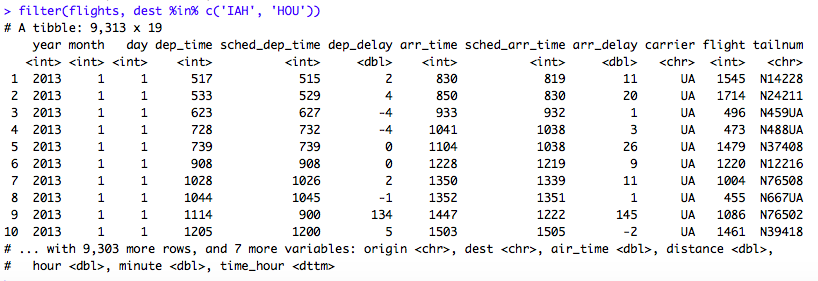 > filter(flights, dest %in% c('IAH', 'HOU'))
# A tibble: 9,313 x 19
year month day dep_time sched_dep_time dep_delay arr_time sched_arr_time arr_delay carrier flight tailnum
<int> <int> <int> <int> <int> <dbl> <int> <int> <dbl> <chr> <int> <chr>
1 2013 1 1 517 515 2 830 819 11 UA 1545 N14228
2 2013 1 1 533 529 4 850 830 20 UA 1714 N24211
3 2013 1 1 623 627 -4 933 932 1 UA 496 N459UA
4 2013 1 1 728 732 -4 1041 1038 3 UA 473 N488UA
5 2013 1 1 739 739 0 1104 1038 26 UA 1479 N37408
6 2013 1 1 908 908 0 1228 1219 9 UA 1220 N12216
7 2013 1 1 1028 1026 2 1350 1339 11 UA 1004 N76508
8 2013 1 1 1044 1045 -1 1352 1351 1 UA 455 N667UA
9 2013 1 1 1114 900 134 1447 1222 145 UA 1086 N76502
10 2013 1 1 1205 1200 5 1503 1505 -2 UA 1461 N39418
# ... with 9,303 more rows, and 7 more variables: origin <chr>, dest <chr>, air_time <dbl>, distance <dbl>,
# hour <dbl>, minute <dbl>, time_hour <dttm>